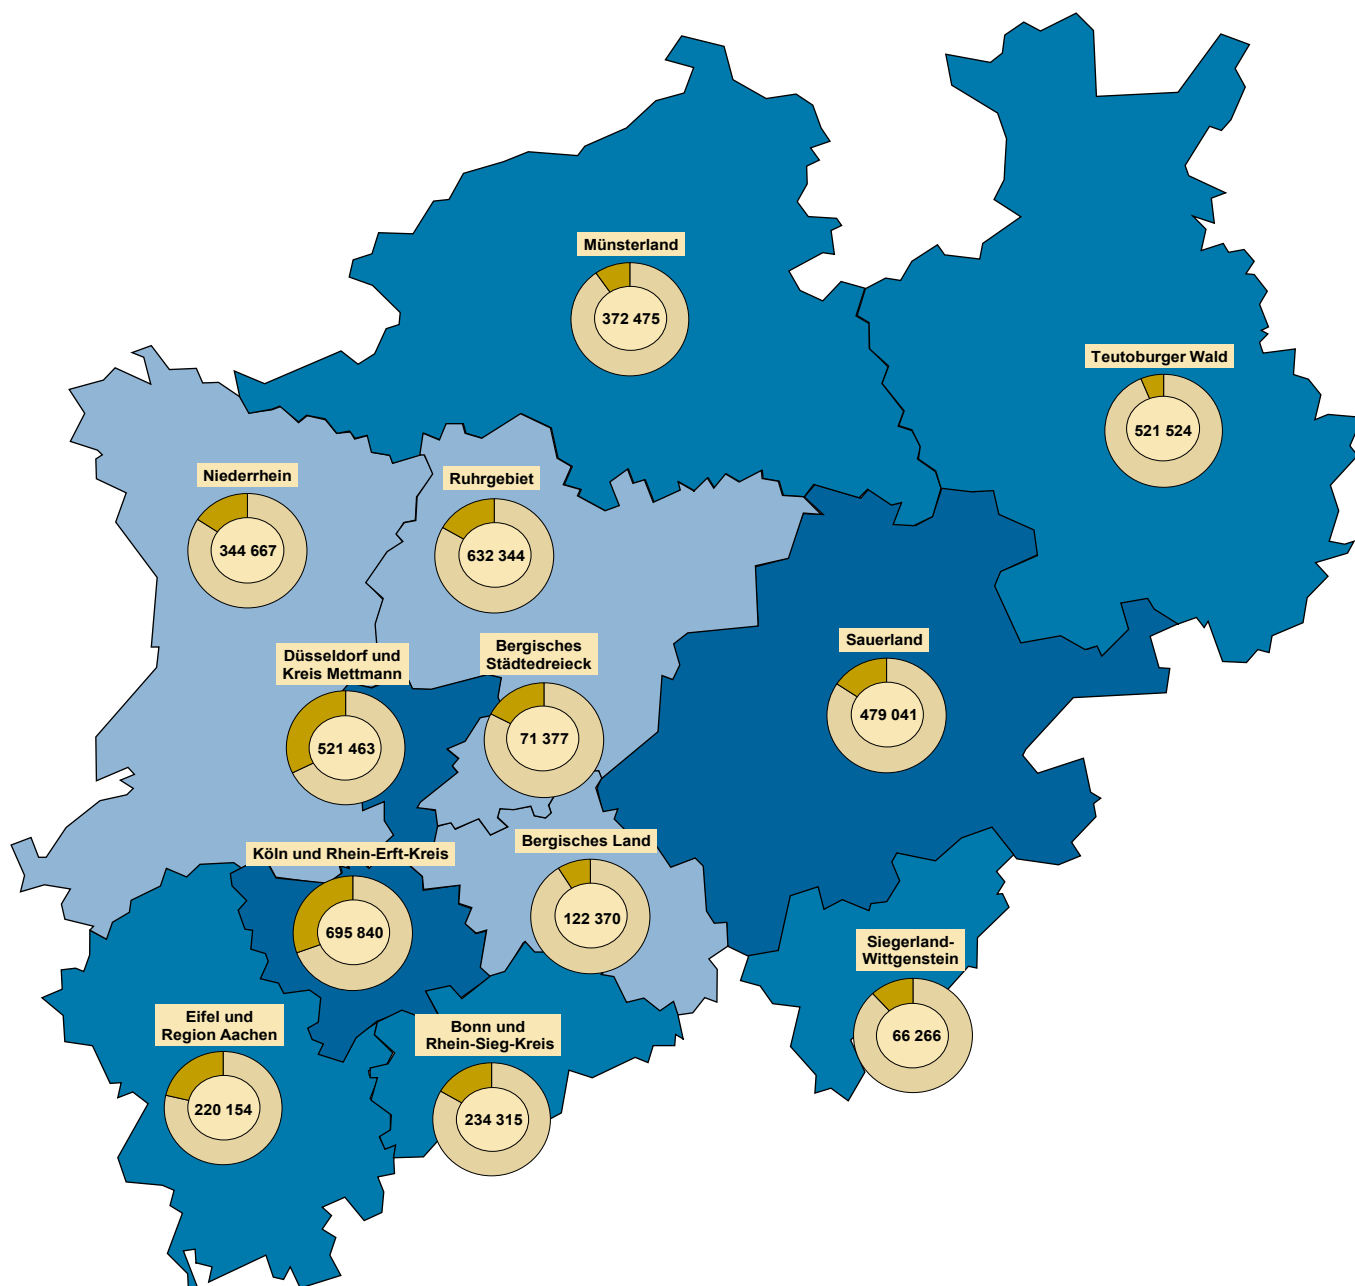 Münsterland
372 475
Teutoburger Wald
521 524
Niederrhein
344 667
Ruhrgebiet
632 344
Düsseldorf und
Kreis Mettmann
521 463
Bergisches
Städtedreieck
71 377
Sauerland
479 041
Köln und Rhein-Erft-Kreis
695 840
Bergisches Land
122 370
Siegerland-
Wittgenstein
66 266
Eifel und
Region Aachen
220 154
Bonn und
Rhein-Sieg-Kreis
234 315